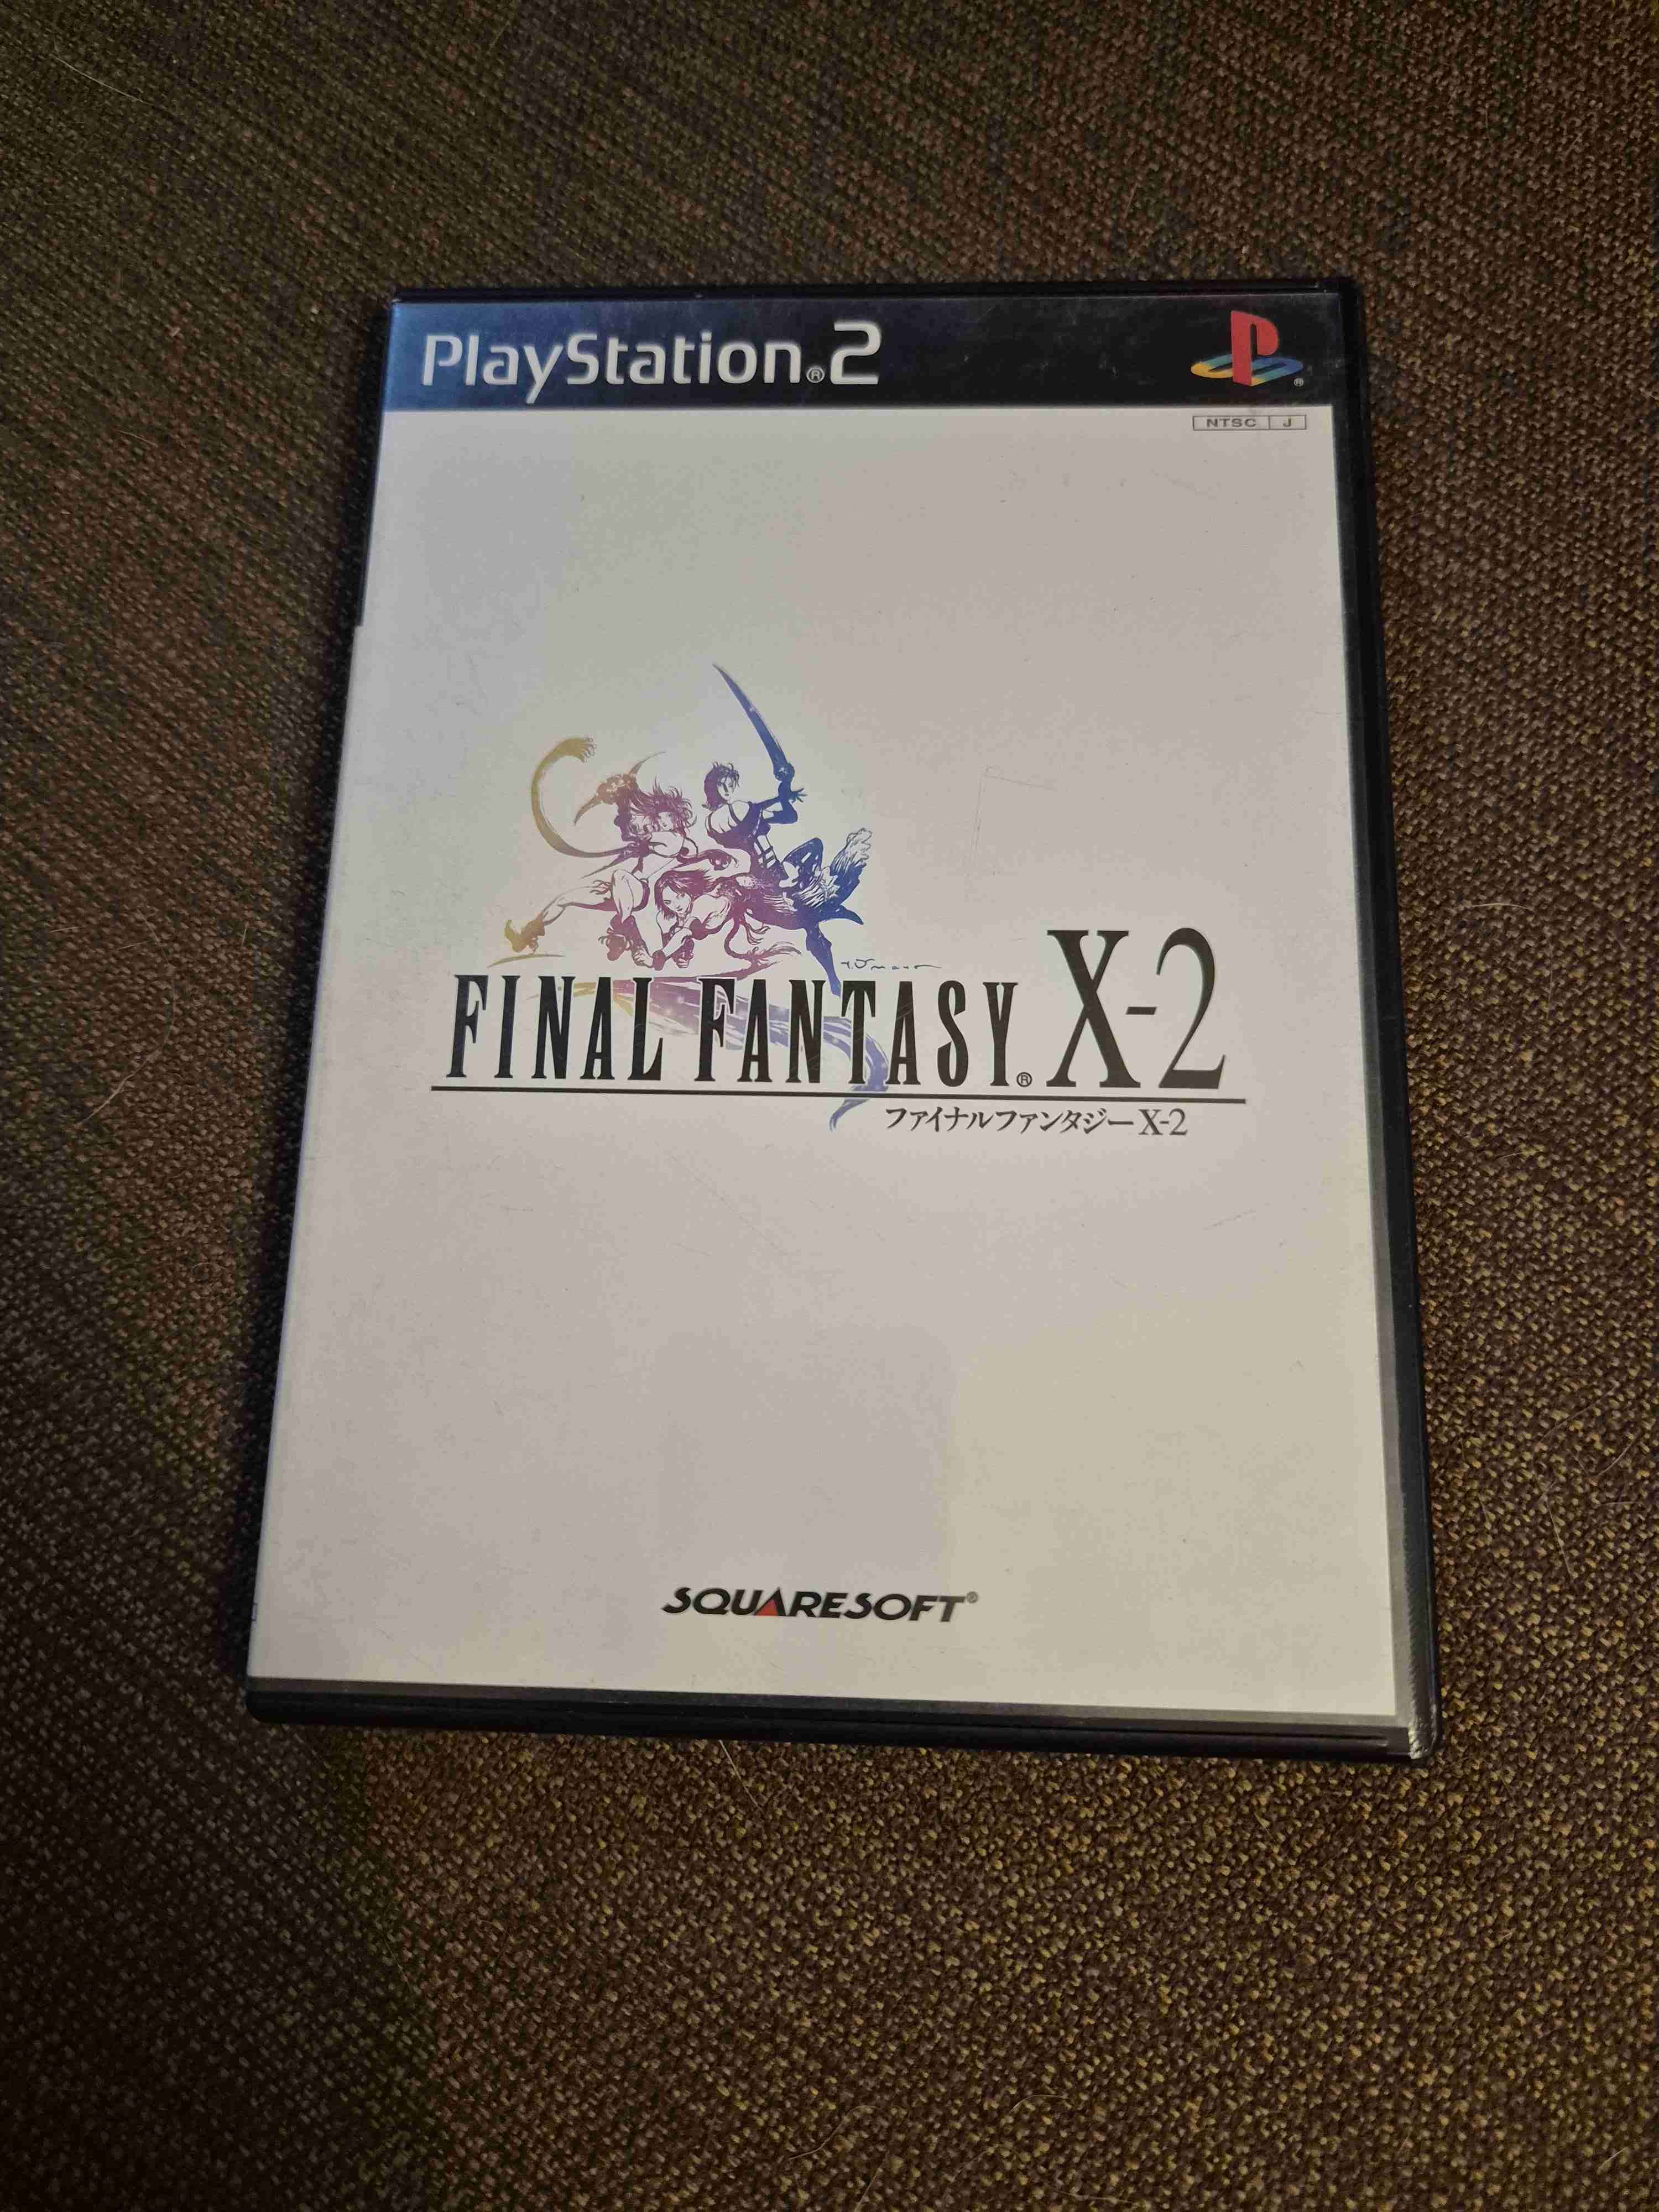 PlayStation®2
NTSC J
FINAL FANTASY® X-2
ファイナルファンタジーX-2
SQUARESOFT®